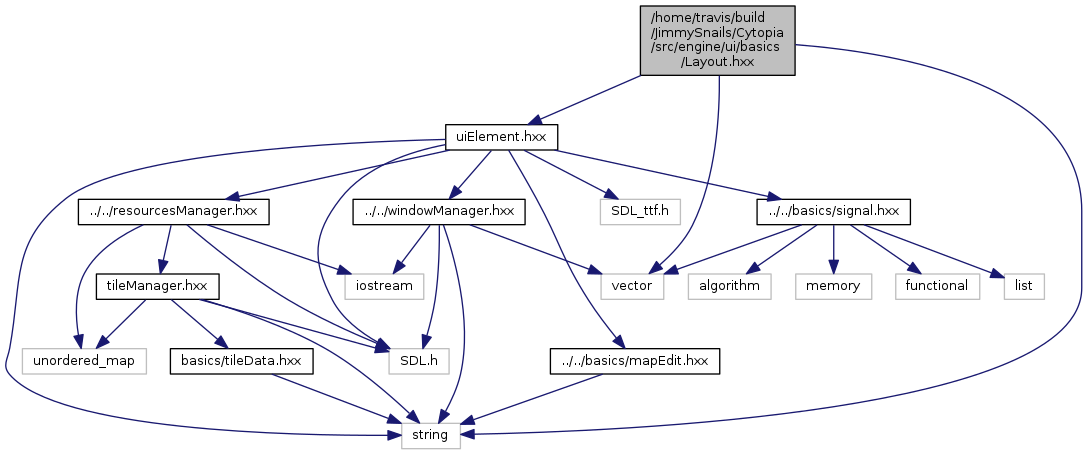 /home/travis/build
/JimmySnails/Cytopia
/src/engine/ui/basics
/Layout.hxx
uiElement.hxx
../../resourcesManager.hxx
../../windowManager.hxx
SDL_ttf.h
../../basics/signal.hxx
tileManager.hxx
iostream
vector
algorithm
memory
functional
list
unordered_map
basics/tileData.hxx
SDL.h
../../basics/mapEdit.hxx
string